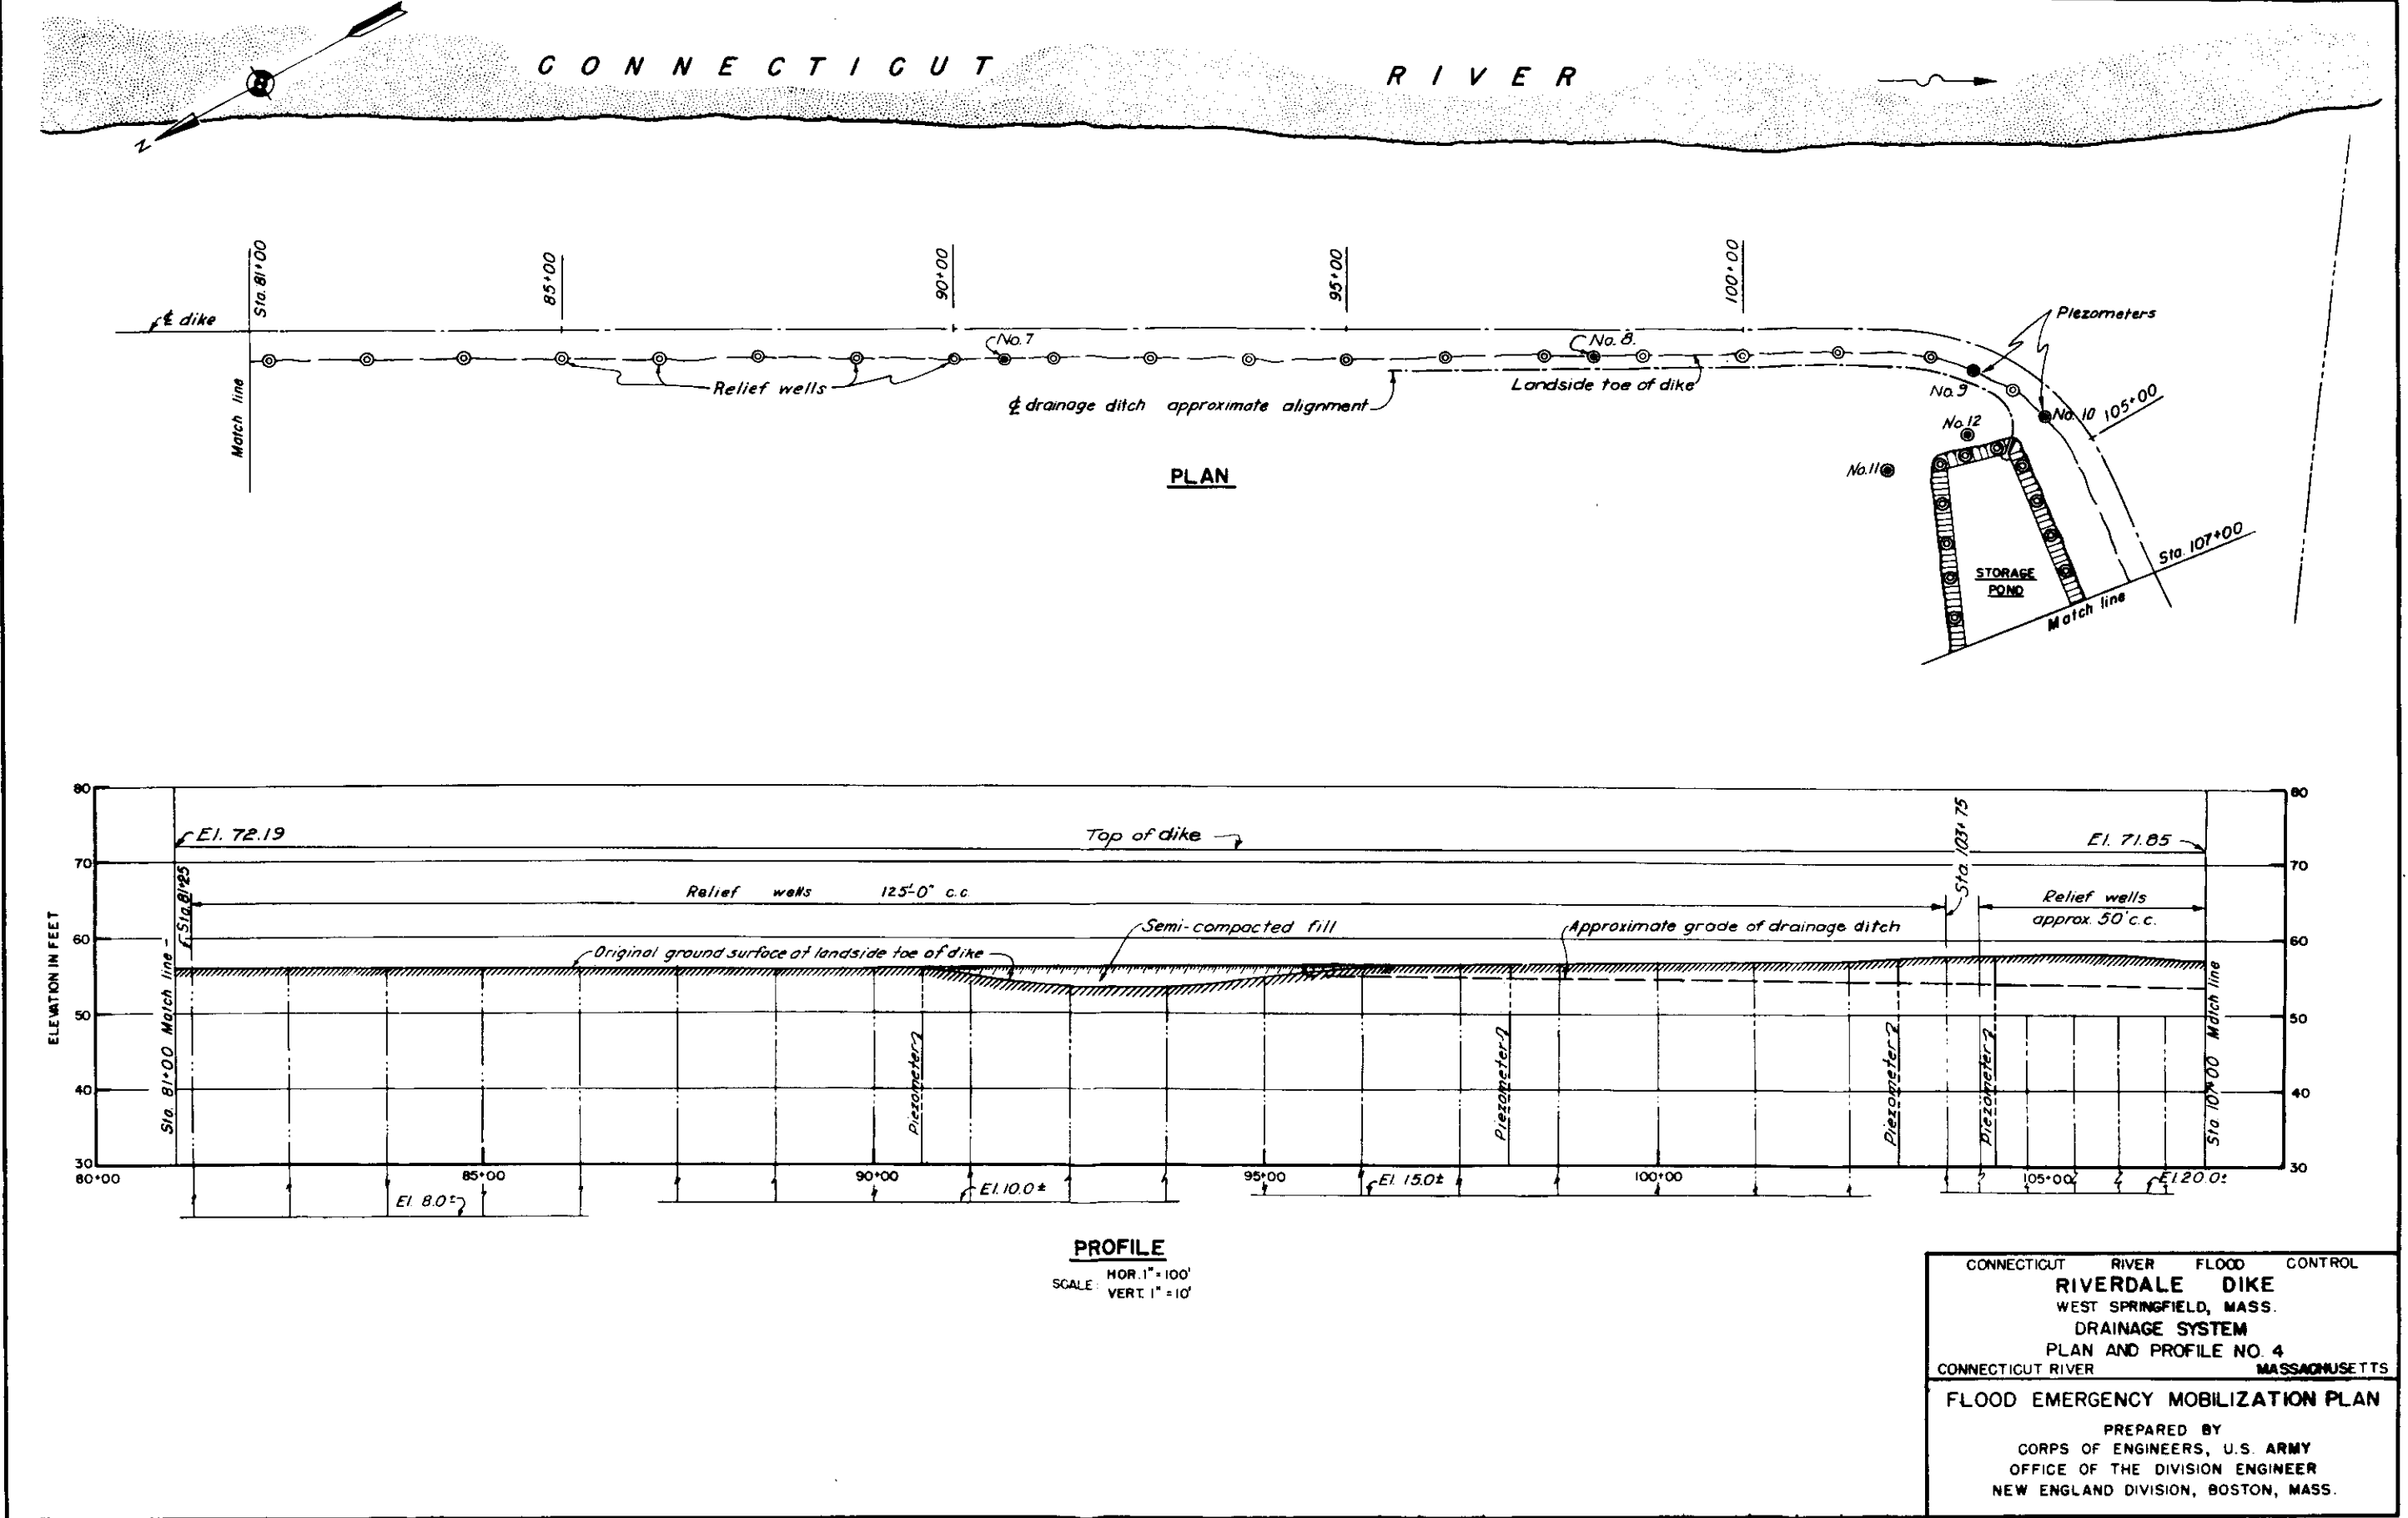 CONNECTICUT RIVER
N
Sta. 81+00
85+00
90+00
95+00
100+00
₵ dike
No. 7
No. 8.
Piezometers
Relief wells
Landside toe of dike
₵ drainage ditch approximate alignment
No. 9
No. 10
105+00
No. 12
No. 11
Match line
PLAN
STORAGE
POND
Sta. 107+00
Match line
80
80
El. 72.19
Top of dike
El. 71.85
70
70
Sta. 81+25
Relief wells 125'-0" c.c.
Sta. 103+75
Relief wells
approx. 50' c.c.
Semi-compacted fill
Approximate grade of drainage ditch
60
60
Original ground surface at landside toe of dike
ELEVATION IN FEET
50
50
Sta. 81+00 Match line
Piezometer
Piezometer
Piezometer
Piezometer
Sta. 107+00 Match line
40
40
30
30
80+00
85+00
90+00
95+00
100+00
105+00
El. 8.0±
El. 10.0±
El. 15.0±
El. 20.0±
PROFILE
SCALE: HOR. 1" = 100'
VERT. 1" = 10'
CONNECTICUT RIVER FLOOD CONTROL
RIVERDALE DIKE
WEST SPRINGFIELD, MASS.
DRAINAGE SYSTEM
PLAN AND PROFILE NO. 4
CONNECTICUT RIVER MASSACHUSETTS
FLOOD EMERGENCY MOBILIZATION PLAN
PREPARED BY
CORPS OF ENGINEERS, U.S. ARMY
OFFICE OF THE DIVISION ENGINEER
NEW ENGLAND DIVISION, BOSTON, MASS.